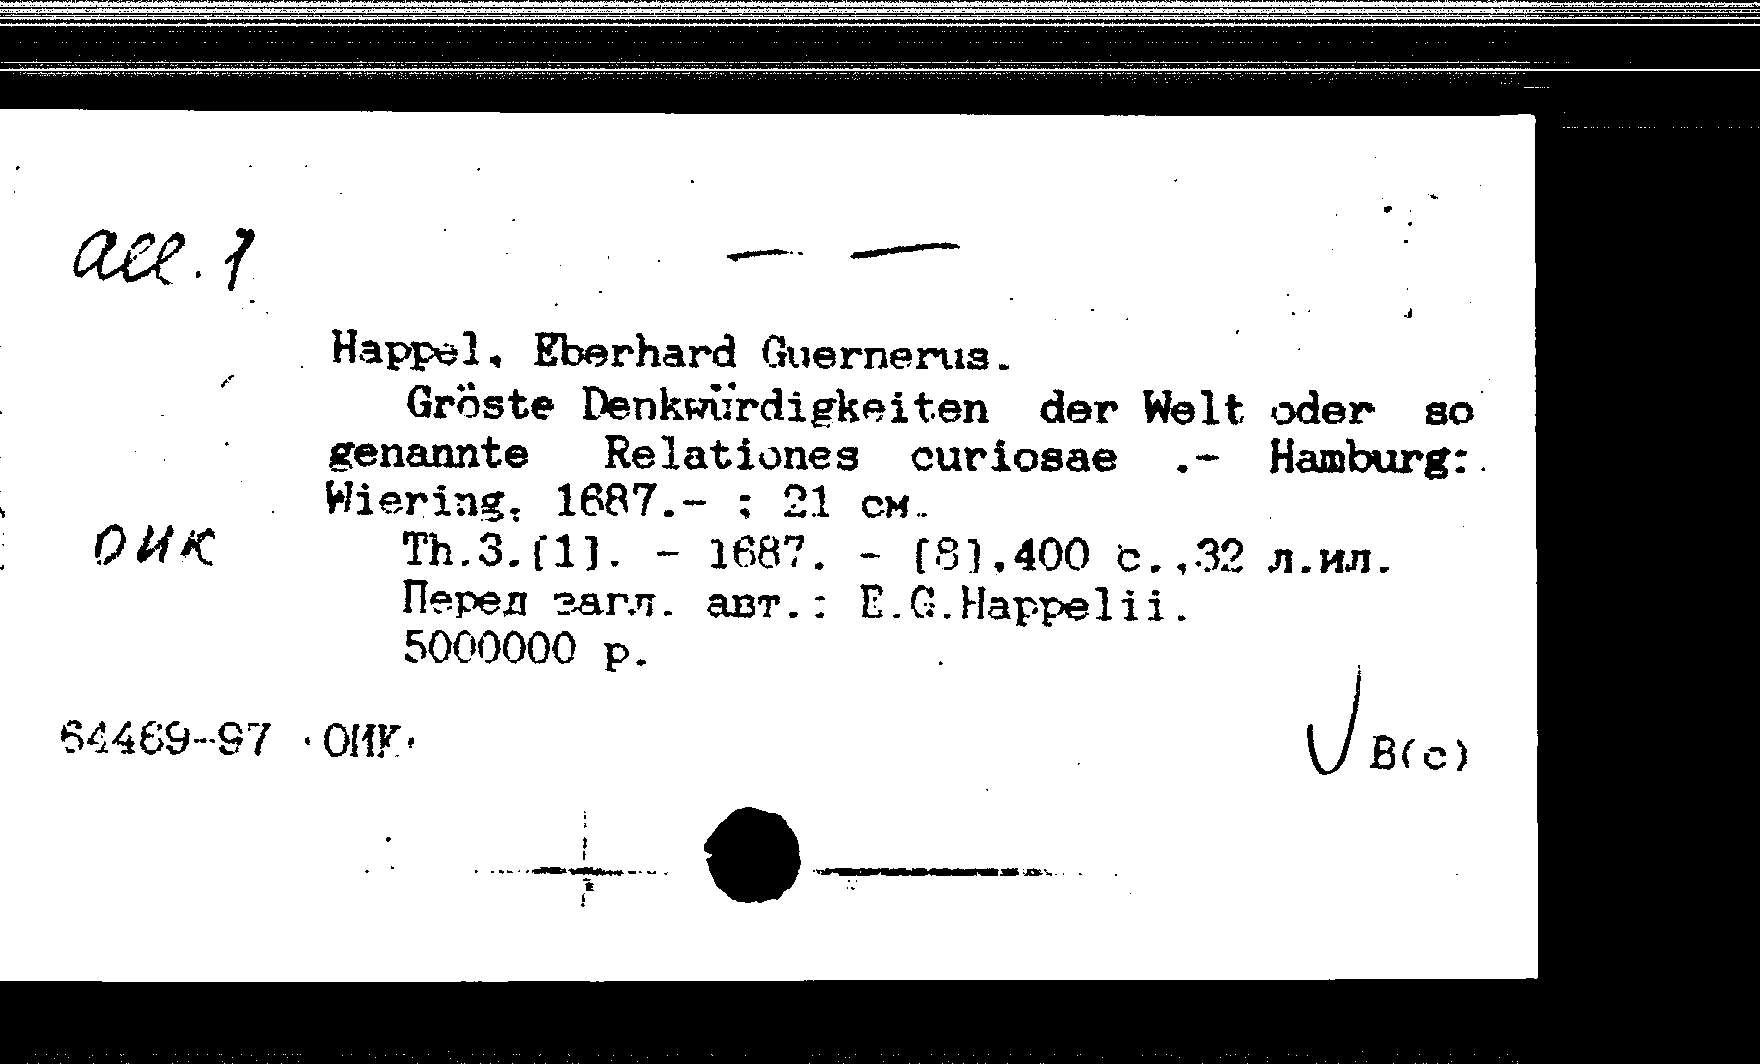 all. 1
Happel, Eberhard Guernerus.
Gröste Denkwürdigkeiten der Welt oder so
genannte Relationes curiosae .- Hamburg:
Wiering, 1687.- ; 21 см.
ОИК
Th.3.[1]. - 1687. - [8],400 с.,32 л.ил.
Перед загл. авт.: E.G.Happelii.
5000000 р.
64469-97 ОИК
В(с)